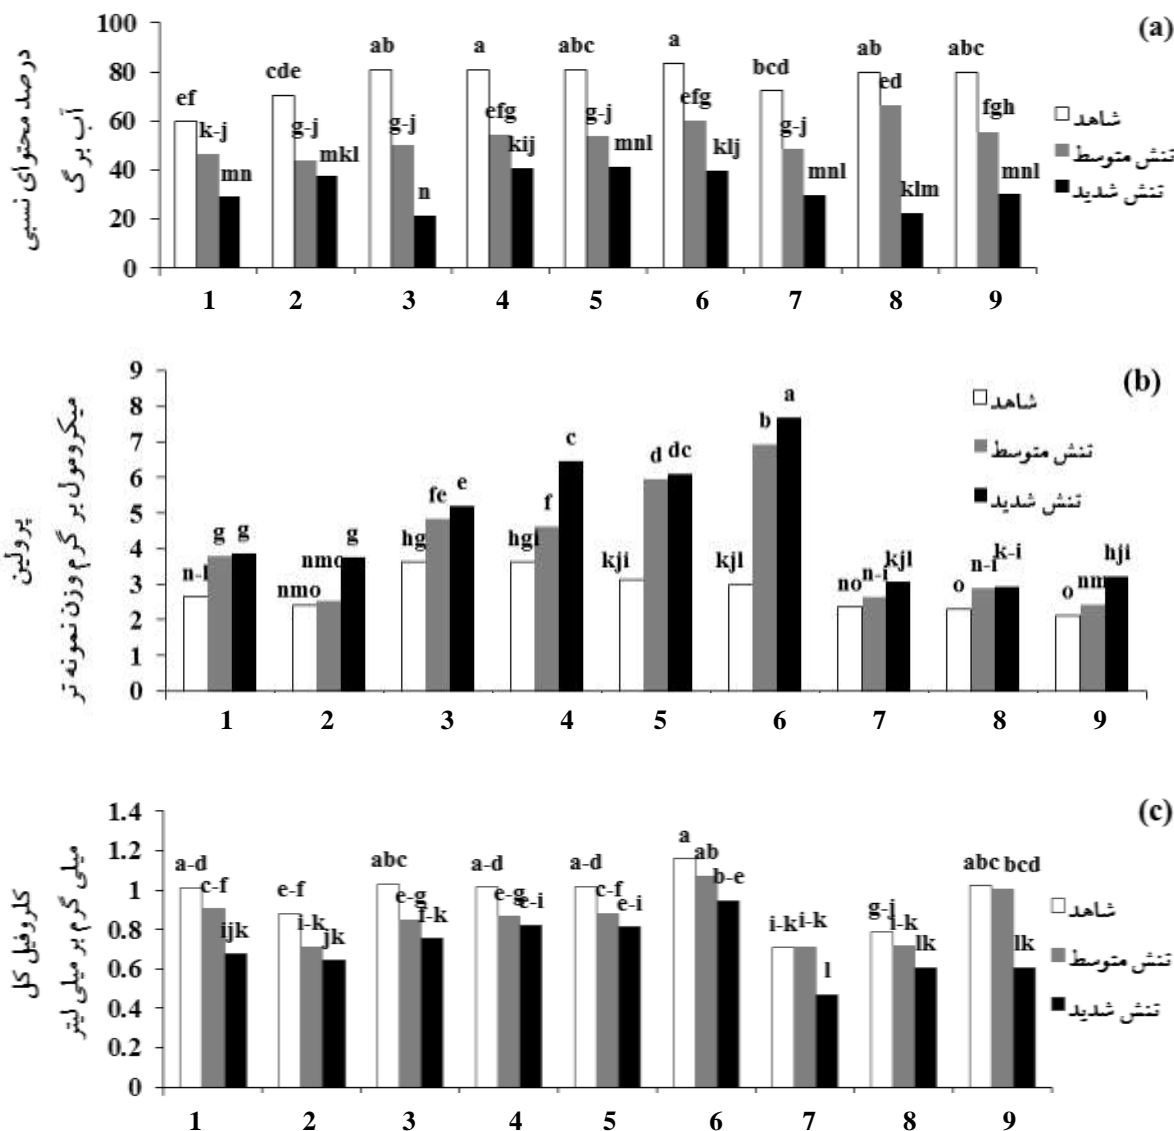 (a)
درصد محتوای نسبی
آب برگ
100
80
60
40
20
0
ef k-j mn
cde g-j mkl
ab g-j n
a efg kij
abc g-j mnl
a efg klj
bcd g-j mnl
ab ed klm
abc fgh mnl
شاهد
تنش متوسط
تنش شدید
1 2 3 4 5 6 7 8 9
(b)
پرولین
میکرومول بر گرم وزن نمونه تر
9
8
7
6
5
4
3
2
1
0
g g
nmo nmo g
hg fe e
hgi f c
kji d dc
kjl b a
no n-i kjl
o n-i k-i
o nm hji
شاهد
تنش متوسط
تنش شدید
1 2 3 4 5 6 7 8 9
(c)
کلروفیل کل
میلی گرم بر میلی لیتر
1.4
1.2
1
0.8
0.6
0.4
0.2
0
a-d c-f ijk
e-f i-k jk
abc e-g f-k
a-d e-g e-i
a-d c-f e-i
a ab b-e
i-k i-k l
g-j i-k lk
abc bcd lk
شاهد
تنش متوسط
تنش شدید
1 2 3 4 5 6 7 8 9